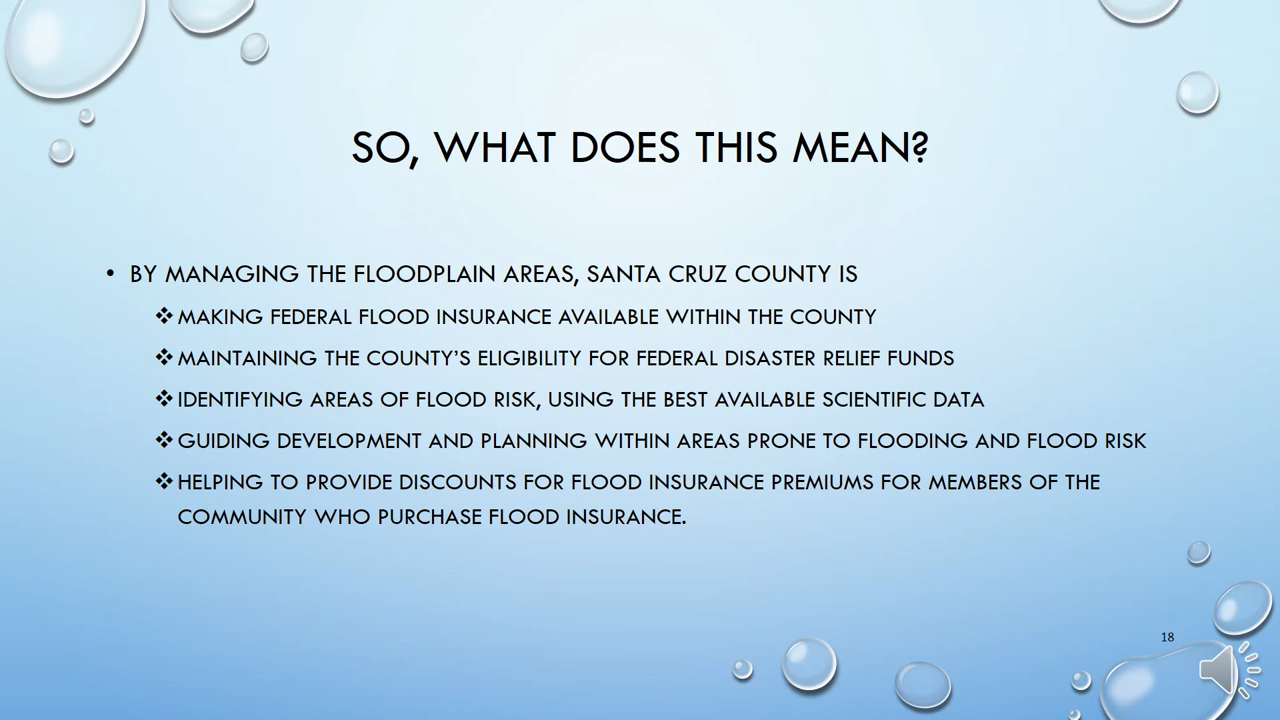 SO, WHAT DOES THIS MEAN?
• BY MANAGING THE FLOODPLAIN AREAS, SANTA CRUZ COUNTY IS
❖ MAKING FEDERAL FLOOD INSURANCE AVAILABLE WITHIN THE COUNTY
❖ MAINTAINING THE COUNTY’S ELIGIBILITY FOR FEDERAL DISASTER RELIEF FUNDS
❖ IDENTIFYING AREAS OF FLOOD RISK, USING THE BEST AVAILABLE SCIENTIFIC DATA
❖ GUIDING DEVELOPMENT AND PLANNING WITHIN AREAS PRONE TO FLOODING AND FLOOD RISK
❖ HELPING TO PROVIDE DISCOUNTS FOR FLOOD INSURANCE PREMIUMS FOR MEMBERS OF THE
COMMUNITY WHO PURCHASE FLOOD INSURANCE.
18